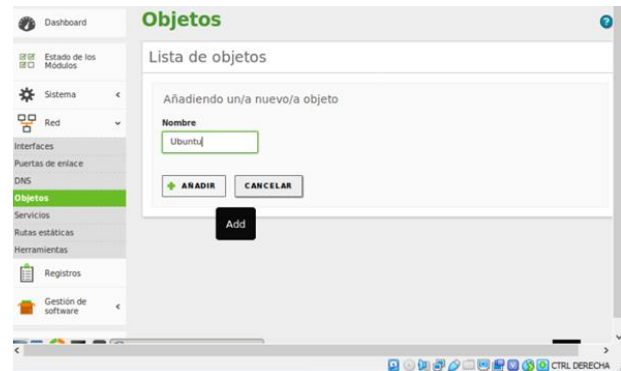 Dashboard
Objetos
Estado de los
Módulos
Lista de objetos
Sistema
Añadiendo un/a nuevo/a objeto
Red
Nombre
Interfaces
Ubuntu
Puertas de enlace
DNS
AÑADIR CANCELAR
Objetos
Servicios
Add
Rutas estáticas
Herramientas
Registros
Gestión de
software
CTRL DERECHA